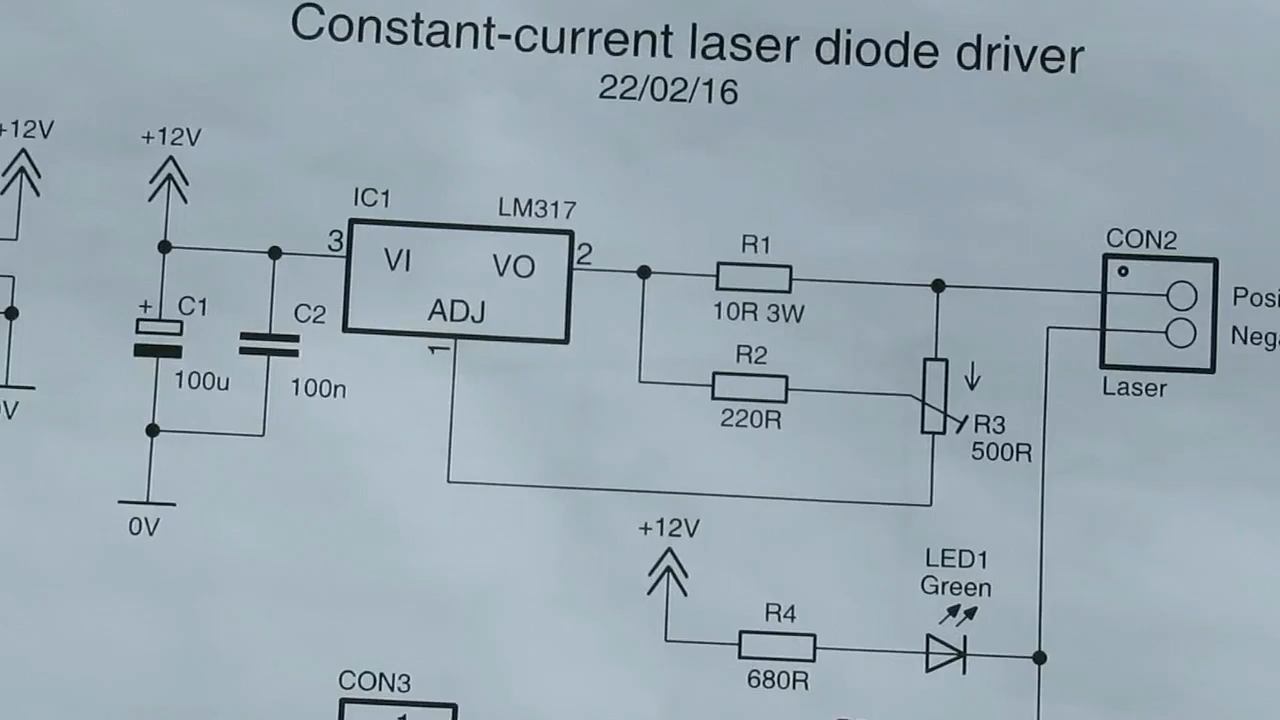 Constant-current laser diode driver
22/02/16
+12V
+12V
IC1
LM317
3
VI
VO
2
ADJ
1
+
C1
100u
C2
100n
0V
R1
10R 3W
R2
220R
R3
500R
CON2
Laser
+12V
R4
680R
LED1
Green
CON3